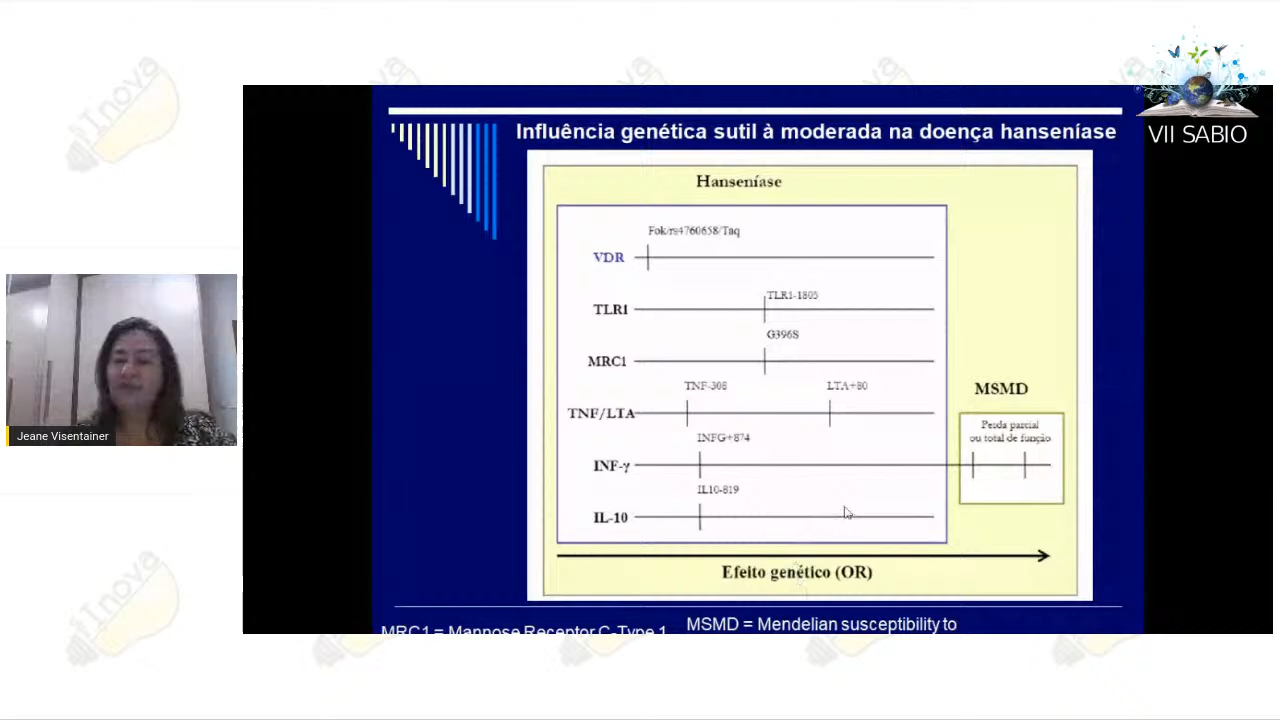 VII SABIO
Influência genética sutil à moderada na doença hanseníase
Hanseníase
Fok/rs4760658/Taq
VDR
TLR1-1805
TLR1
G396S
MRC1
TNF-308
LTA+80
TNF/LTA
MSMD
Perda parcial
ou total de função
INFG+874
INF-γ
IL10-819
IL-10
Efeito genético (OR)
MRC1 = Mannose Receptor C-Type 1
MSMD = Mendelian susceptibility to
Jeane Visentainer
Inova
Inova